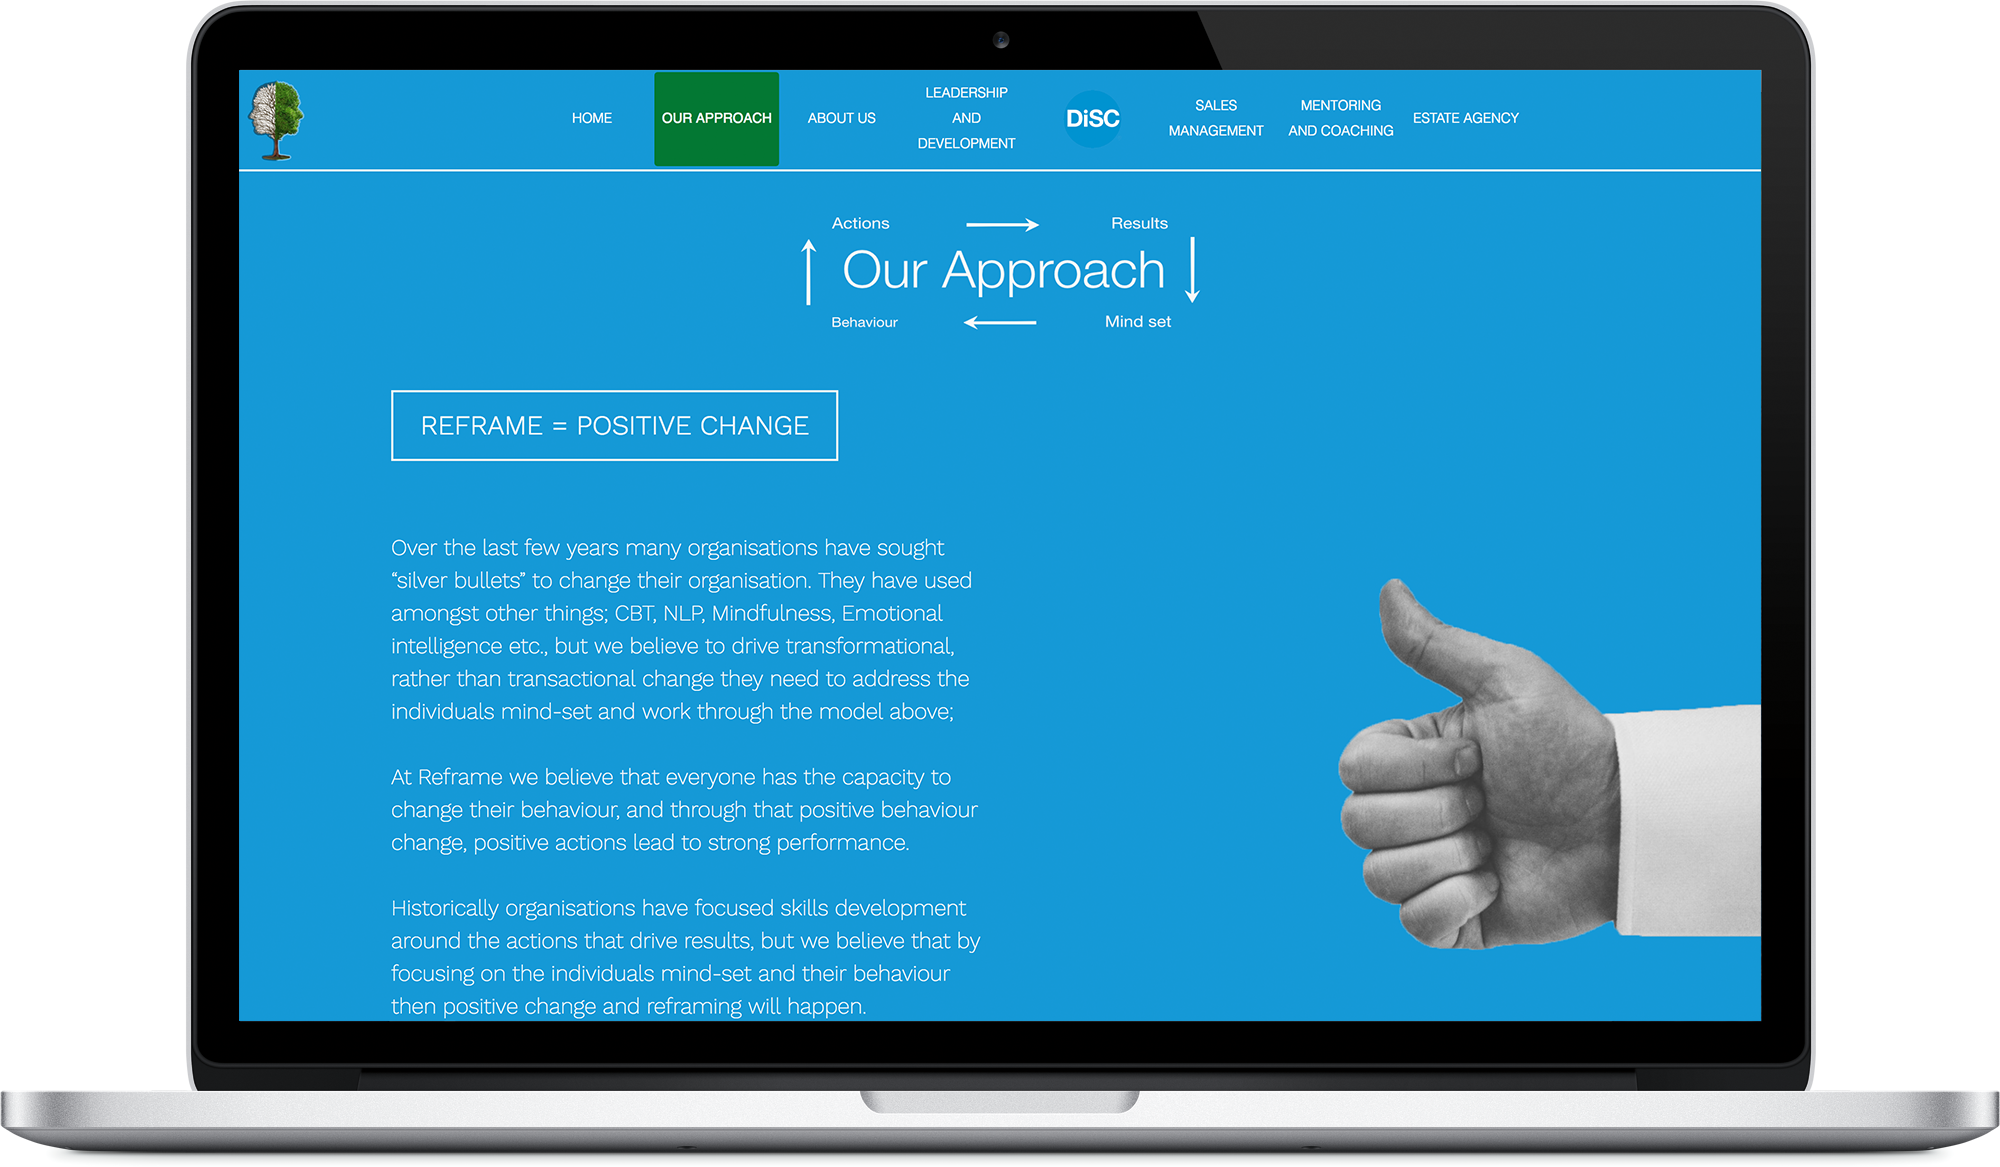 HOME
OUR APPROACH
ABOUT US
LEADERSHIP
AND
DEVELOPMENT
DiSC
SALES
MANAGEMENT
MENTORING
AND COACHING
ESTATE AGENCY
Actions
Results
Our Approach
Behaviour
Mind set
REFRAME = POSITIVE CHANGE
Over the last few years many organisations have sought
“silver bullets” to change their organisation. They have used
amongst other things; CBT, NLP, Mindfulness, Emotional
intelligence etc., but we believe to drive transformational,
rather than transactional change they need to address the
individuals mind-set and work through the model above;
At Reframe we believe that everyone has the capacity to
change their behaviour, and through that positive behaviour
change, positive actions lead to strong performance.
Historically organisations have focused skills development
around the actions that drive results, but we believe that by
focusing on the individuals mind-set and their behaviour
then positive change and reframing will happen.